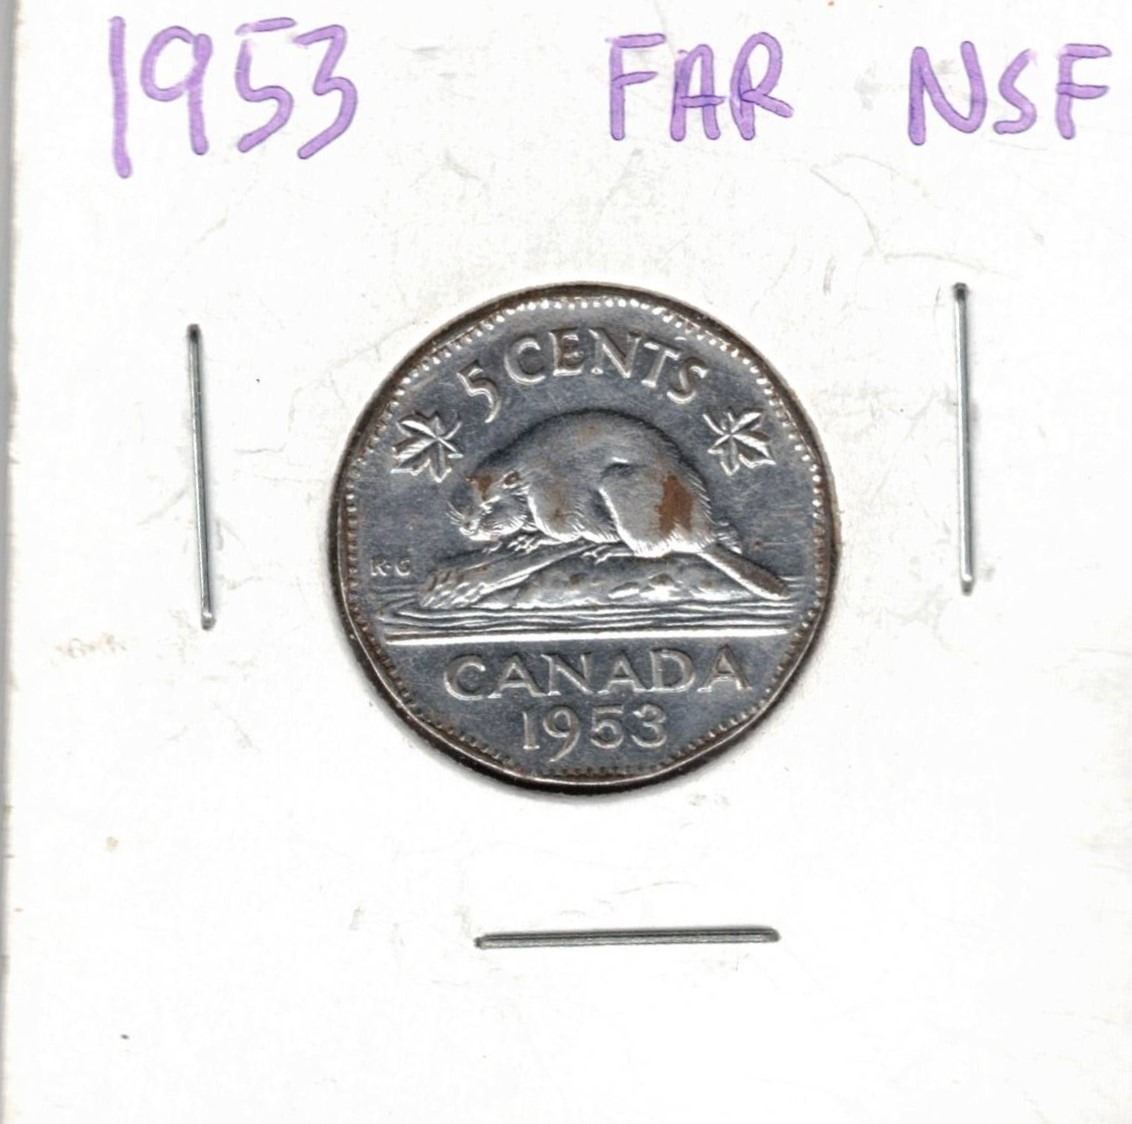 1953 FAR NSF
5 CENTS
K·G
CANADA
1953